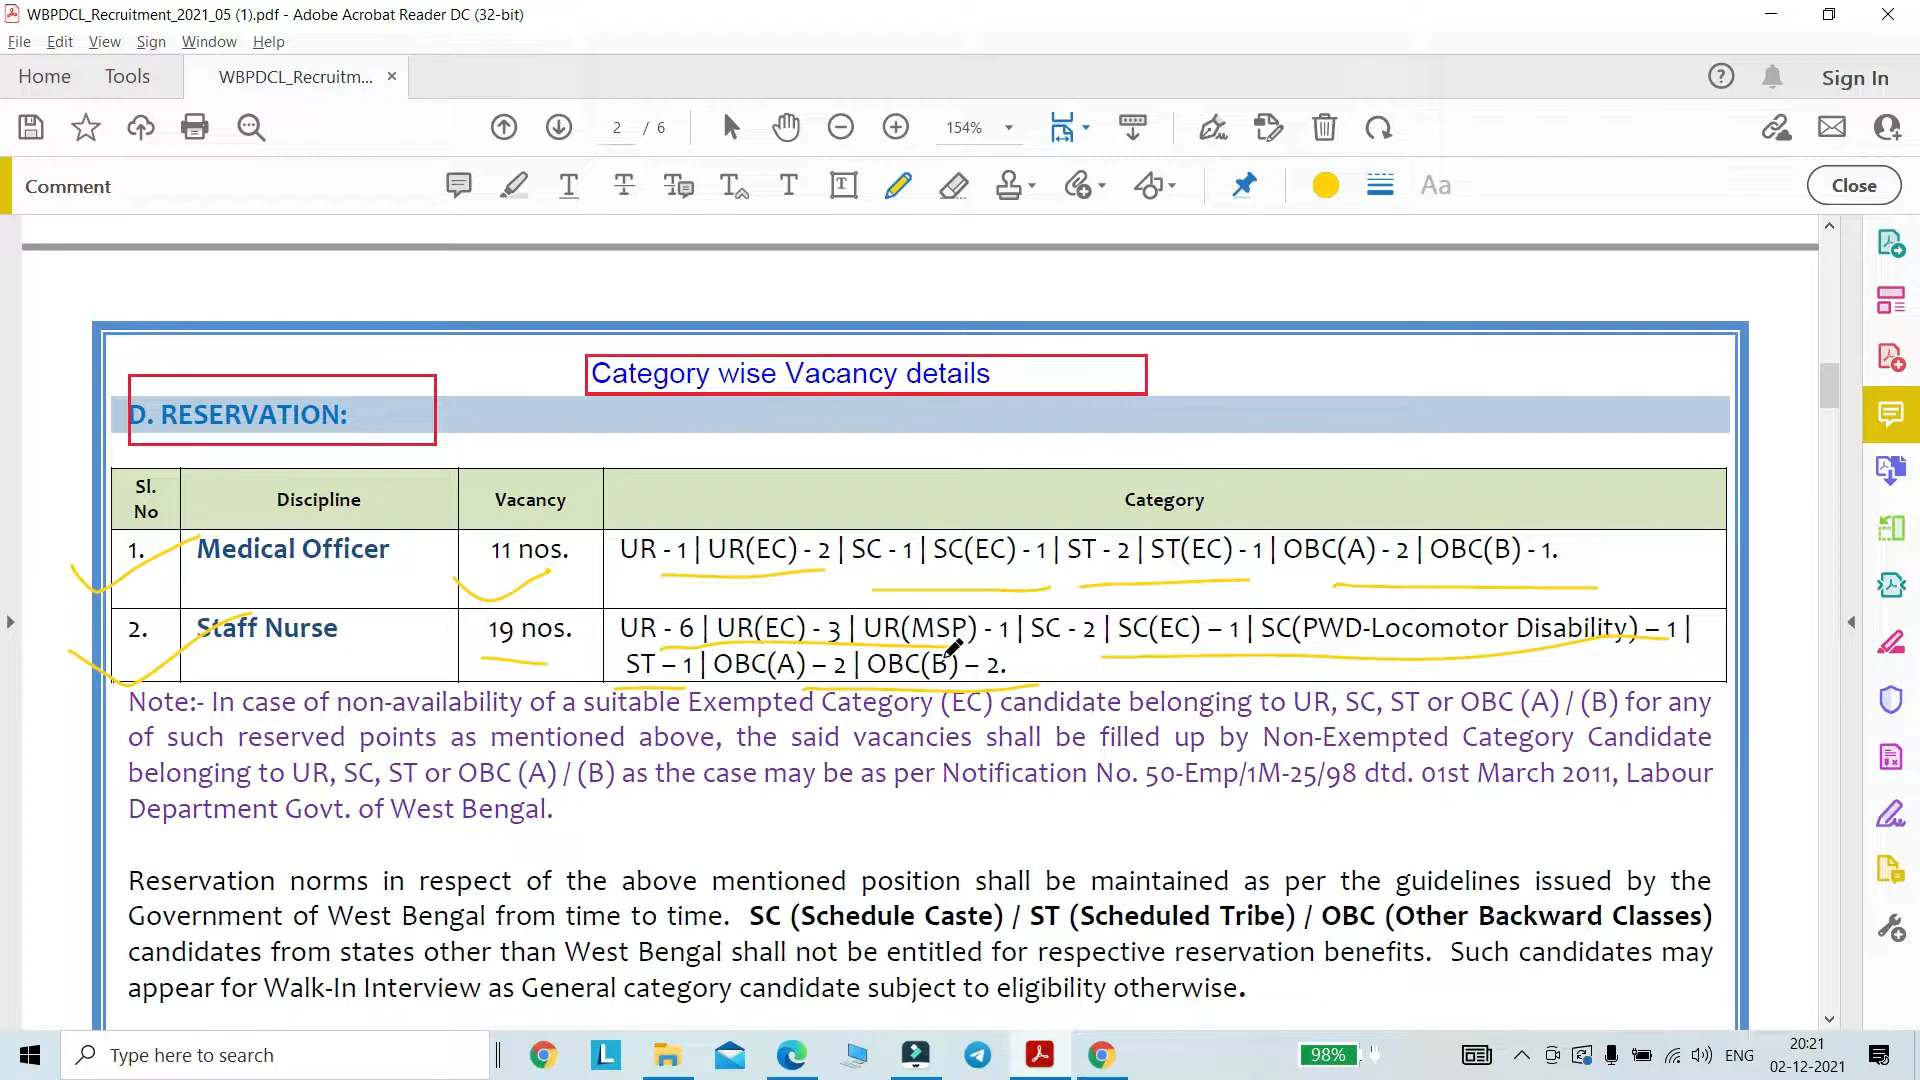 WBPDCL_Recruitment_2021_05 (1).pdf - Adobe Acrobat Reader DC (32-bit)
File Edit View Sign Window Help
Home Tools WBPDCL_Recruitm... × Sign In
2 / 6 154%
Comment Close
Category wise Vacancy details
D. RESERVATION:
Sl. No Discipline Vacancy Category
1. Medical Officer 11 nos. UR - 1 | UR(EC) - 2 | SC - 1 | SC(EC) - 1 | ST - 2 | ST(EC) - 1 | OBC(A) - 2 | OBC(B) - 1.
2. Staff Nurse 19 nos. UR - 6 | UR(EC) - 3 | UR(MSP) - 1 | SC - 2 | SC(EC) – 1 | SC(PWD-Locomotor Disability) – 1 |
ST – 1 | OBC(A) – 2 | OBC(B) – 2.
Note:- In case of non-availability of a suitable Exempted Category (EC) candidate belonging to UR, SC, ST or OBC (A) / (B) for any
of such reserved points as mentioned above, the said vacancies shall be filled up by Non-Exempted Category Candidate
belonging to UR, SC, ST or OBC (A) / (B) as the case may be as per Notification No. 50-Emp/1M-25/98 dtd. 01st March 2011, Labour
Department Govt. of West Bengal.
Reservation norms in respect of the above mentioned position shall be maintained as per the guidelines issued by the
Government of West Bengal from time to time. SC (Schedule Caste) / ST (Scheduled Tribe) / OBC (Other Backward Classes)
candidates from states other than West Bengal shall not be entitled for respective reservation benefits. Such candidates may
appear for Walk-In Interview as General category candidate subject to eligibility otherwise.
Type here to search 98% ENG 20:21
02-12-2021